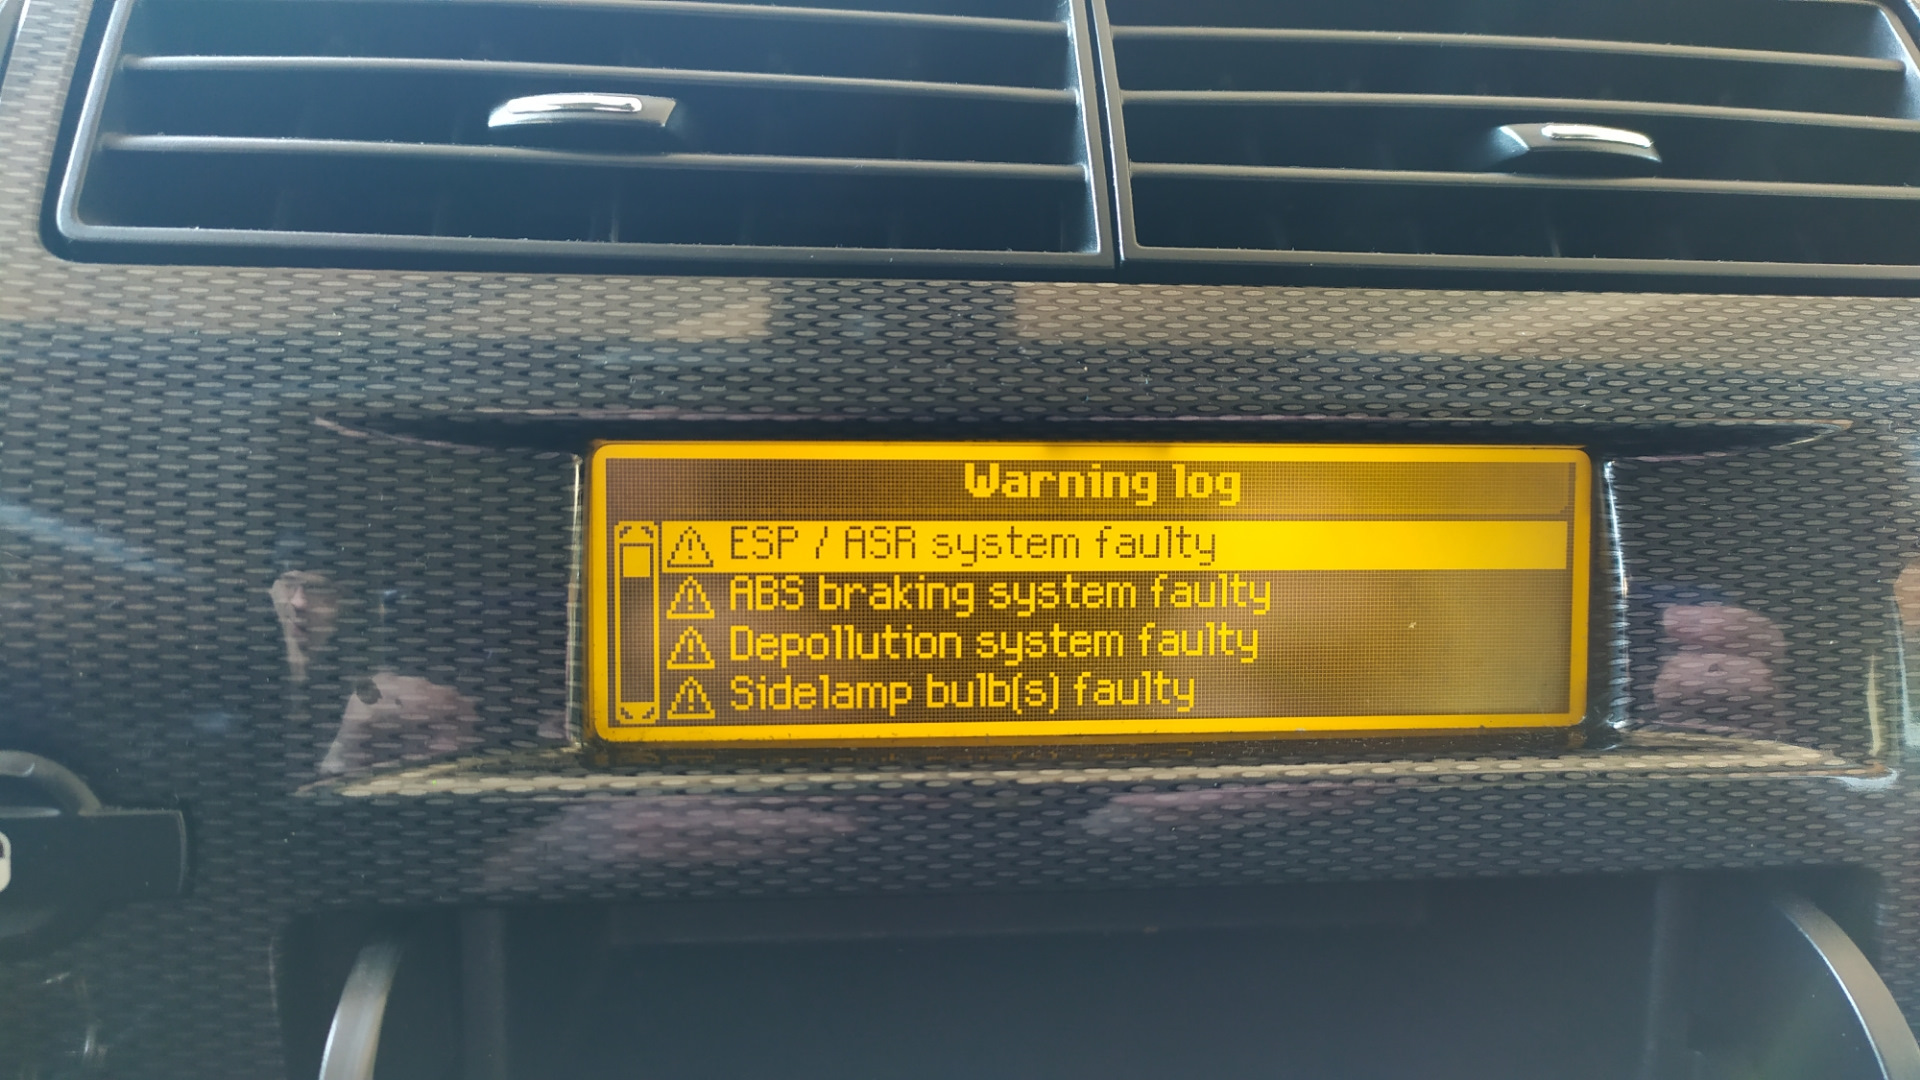 Warning log
ESP / ASR system faulty
ABS braking system faulty
Depollution system faulty
Sidelamp bulb(s) faulty